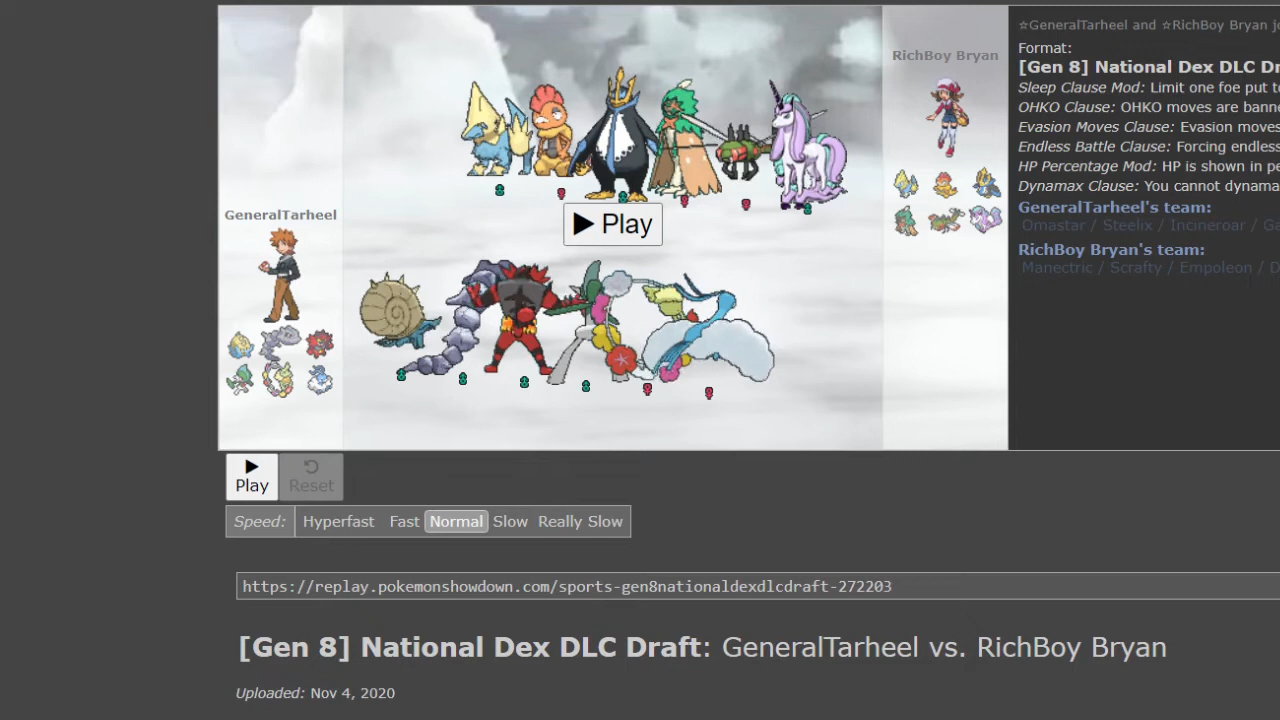 ☆GeneralTarheel and ☆RichBoy Bryan jo
RichBoy Bryan
Format:
[Gen 8] National Dex DLC Dr
Sleep Clause Mod: Limit one foe put to
OHKO Clause: OHKO moves are banne
Evasion Moves Clause: Evasion moves
Endless Battle Clause: Forcing endless
HP Percentage Mod: HP is shown in pe
Dynamax Clause: You cannot dynama
GeneralTarheel's team:
Omastar / Steelix / Incineroar / Ga
RichBoy Bryan's team:
Manectric / Scrafty / Empoleon / D
GeneralTarheel
Play
Play
Reset
Speed: Hyperfast Fast Normal Slow Really Slow
https://replay.pokemonshowdown.com/sports-gen8nationaldexdlcdraft-272203
[Gen 8] National Dex DLC Draft: GeneralTarheel vs. RichBoy Bryan
Uploaded: Nov 4, 2020